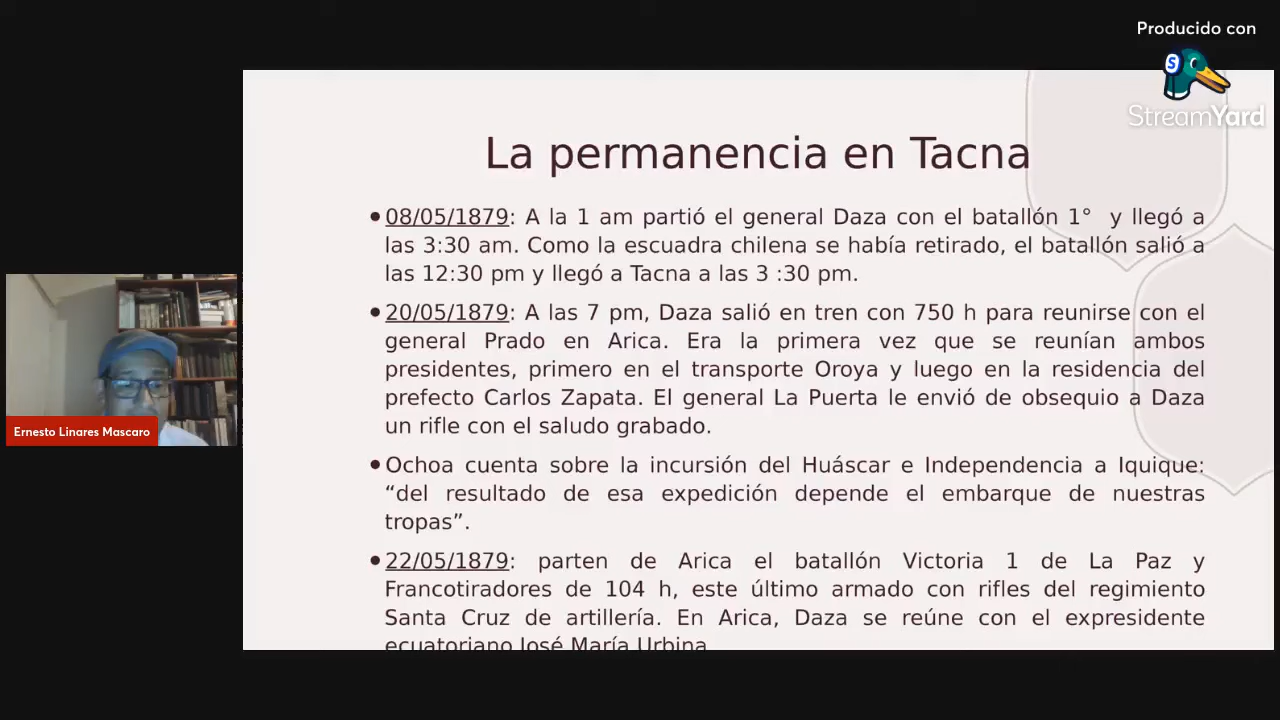 Producido con
StreamYard
La permanencia en Tacna
•08/05/1879: A la 1 am partió el general Daza con el batallón 1° y llegó a
las 3:30 am. Como la escuadra chilena se había retirado, el batallón salió a
las 12:30 pm y llegó a Tacna a las 3 :30 pm.
•20/05/1879: A las 7 pm, Daza salió en tren con 750 h para reunirse con el
general Prado en Arica. Era la primera vez que se reunían ambos
presidentes, primero en el transporte Oroya y luego en la residencia del
prefecto Carlos Zapata. El general La Puerta le envió de obsequio a Daza
un rifle con el saludo grabado.
•Ochoa cuenta sobre la incursión del Huáscar e Independencia a Iquique:
“del resultado de esa expedición depende el embarque de nuestras
tropas”.
•22/05/1879: parten de Arica el batallón Victoria 1 de La Paz y
Francotiradores de 104 h, este último armado con rifles del regimiento
Santa Cruz de artillería. En Arica, Daza se reúne con el expresidente
ecuatoriano José María Urbina
Ernesto Linares Mascaro